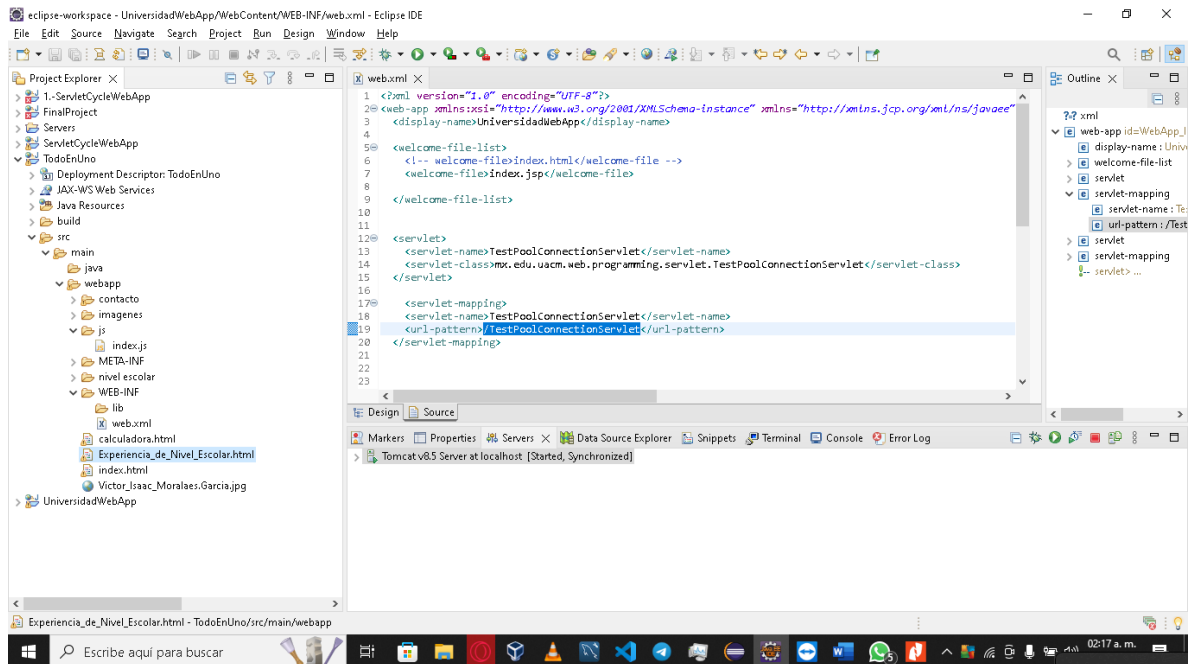 eclipse-workspace - UniversidadWebApp/WebContent/WEB-INF/web.xml - Eclipse IDE
File Edit Source Navigate Search Project Run Design Window Help
Project Explorer
1.-ServletCycleWebApp
FinalProject
Servers
ServletCycleWebApp
TodoEnUno
Deployment Descriptor: TodoEnUno
JAX-WS Web Services
Java Resources
build
src
main
java
webapp
contacto
imagenes
js
index.js
META-INF
nivel escolar
WEB-INF
lib
web.xml
calculadora.html
Experiencia_de_Nivel_Escolar.html
index.html
Victor_Isaac_Moralaes.Garcia.jpg
UniversidadWebApp
web.xml
1 <?xml version="1.0" encoding="UTF-8"?>
2 <web-app xmlns:xsi="http://www.w3.org/2001/XMLSchema-instance" xmlns="http://xmlns.jcp.org/xml/ns/javaee"
3 <display-name>UniversidadWebApp</display-name>
4
5 <welcome-file-list>
6 <!-- welcome-file>index.html</welcome-file -->
7 <welcome-file>index.jsp</welcome-file>
8
9 </welcome-file-list>
10
11
12 <servlet>
13 <servlet-name>TestPoolConnectionServlet</servlet-name>
14 <servlet-class>mx.edu.uacm.web.programming.servlet.TestPoolConnectionServlet</servlet-class>
15 </servlet>
16
17 <servlet-mapping>
18 <servlet-name>TestPoolConnectionServlet</servlet-name>
19 <url-pattern>/TestPoolConnectionServlet</url-pattern>
20 </servlet-mapping>
21
22
23
Design Source
Outline
?=? xml
web-app id=WebApp_I
display-name : Unive
welcome-file-list
servlet
servlet-mapping
servlet-name : Te
url-pattern : /Test
servlet
servlet-mapping
servlet> ...
Markers Properties Servers Data Source Explorer Snippets Terminal Console Error Log
Tomcat v8.5 Server at localhost [Started, Synchronized]
Experiencia_de_Nivel_Escolar.html - TodoEnUno/src/main/webapp
Escribe aquí para buscar
5
02:17 a. m.